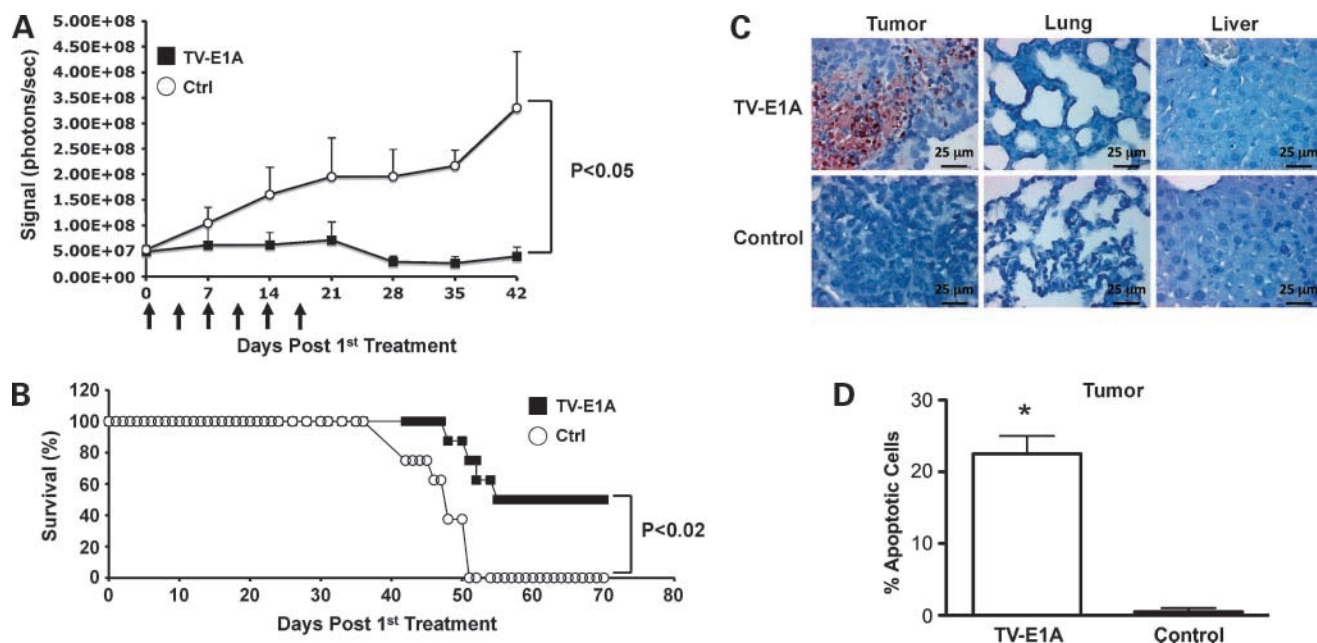 A
5.00E+08
4.50E+08
4.00E+08
3.50E+08
3.00E+08
2.50E+08
2.00E+08
1.50E+08
1.00E+08
5.00E+07
0.00E+00
Signal (photons/sec)
TV-E1A
Ctrl
P<0.05
0 7 14 21 28 35 42
Days Post 1st Treatment
B
120
100
80
60
40
20
0
Survival (%)
TV-E1A
Ctrl
P<0.02
0 10 20 30 40 50 60 70 80
Days Post 1st Treatment
C
Tumor Lung Liver
TV-E1A
25 µm 25 µm 25 µm
Control
25 µm 25 µm 25 µm
D
Tumor
30
20
10
0
% Apoptotic Cells
*
TV-E1A Control